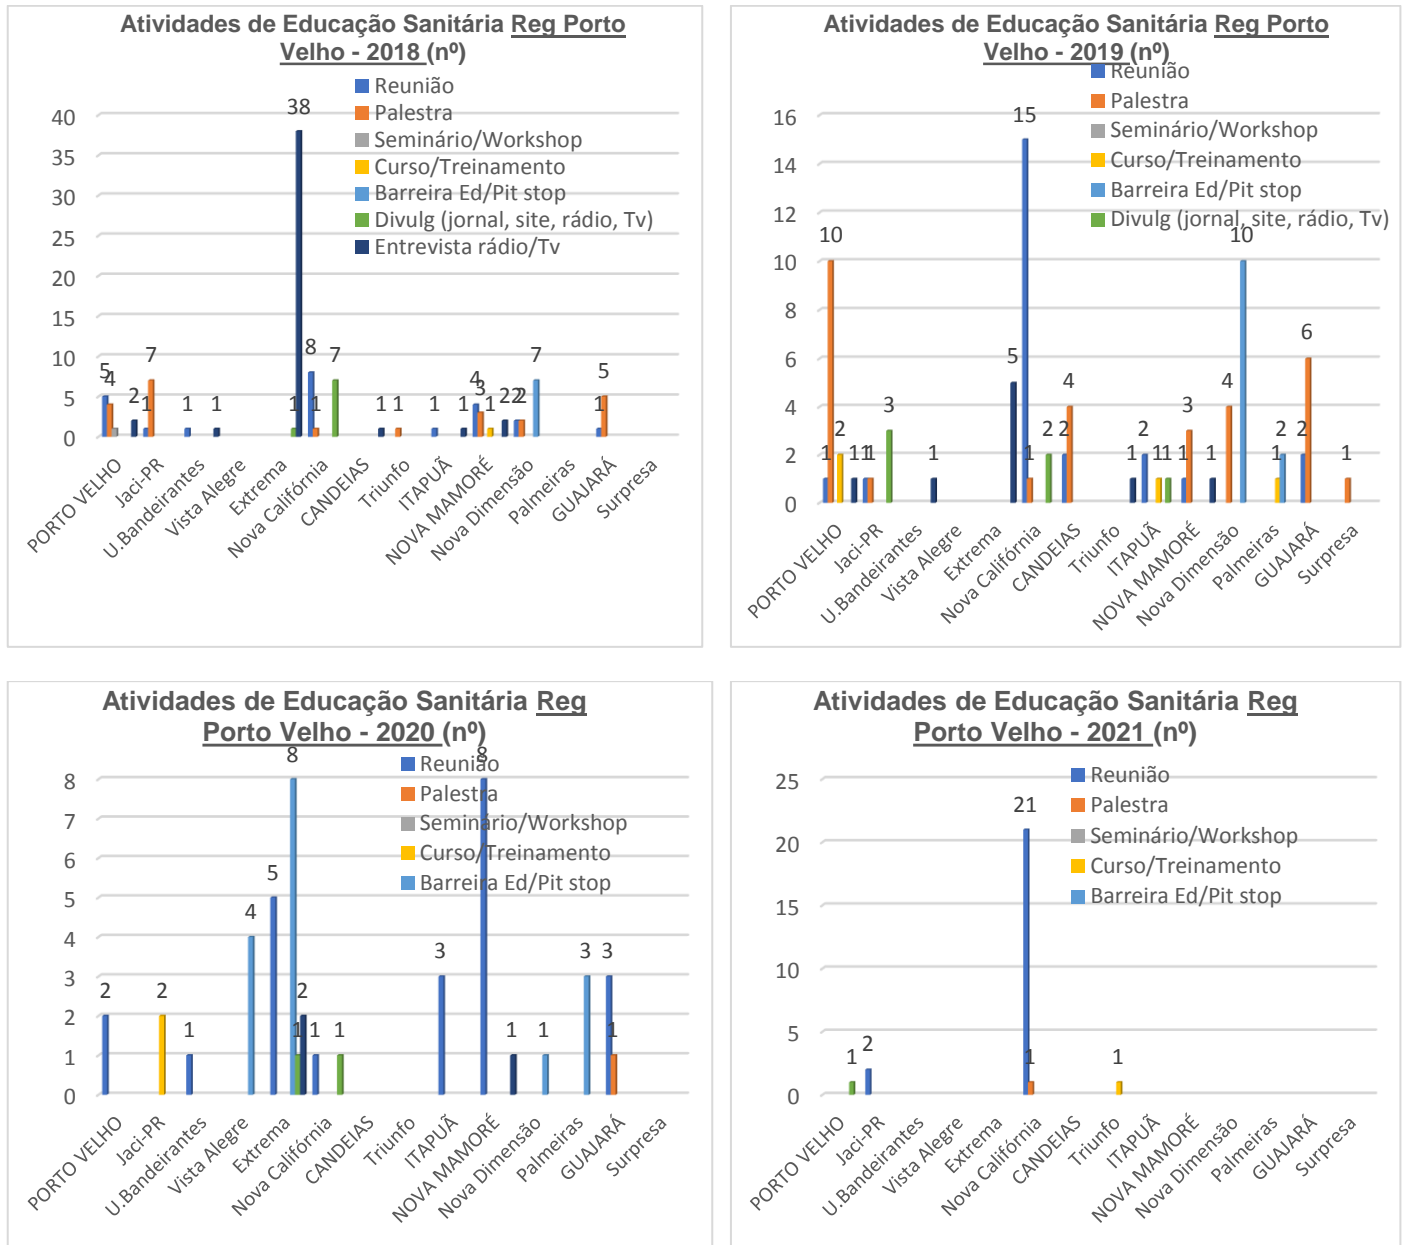 Atividades de Educação Sanitária Reg Porto
Velho - 2018 (nº)
Reunião
Palestra
Seminário/Workshop
Curso/Treinamento
Barreira Ed/Pit stop
Divulg (jornal, site, rádio, Tv)
Entrevista rádio/Tv
40
35
30
25
20
15
10
5
0
5 4 2 1 7 1 1 1 38 8 1 7 1 1 1 1 4 3 1 2 2 2 7 1 5
PORTO VELHO
Jaci-PR
U.Bandeirantes
Vista Alegre
Extrema
Nova Califórnia
CANDEIAS
Triunfo
ITAPUÃ
NOVA MAMORÉ
Nova Dimensão
Palmeiras
GUAJARÁ
Surpresa
Atividades de Educação Sanitária Reg Porto
Velho - 2019 (nº)
Reunião
Palestra
Seminário/Workshop
Curso/Treinamento
Barreira Ed/Pit stop
Divulg (jornal, site, rádio, Tv)
16
14
12
10
8
6
4
2
0
1 10 2 1 1 1 3 1 5 15 1 2 2 4 1 2 1 1 1 3 1 4 10 1 2 2 6 1
PORTO VELHO
Jaci-PR
U.Bandeirantes
Vista Alegre
Extrema
Nova Califórnia
CANDEIAS
Triunfo
ITAPUÃ
NOVA MAMORÉ
Nova Dimensão
Palmeiras
GUAJARÁ
Surpresa
Atividades de Educação Sanitária Reg
Porto Velho - 2020 (nº)
Reunião
Palestra
Seminário/Workshop
Curso/Treinamento
Barreira Ed/Pit stop
8
7
6
5
4
3
2
1
0
2 2 1 4 5 8 1 2 1 1 3 8 1 1 3 3 1
PORTO VELHO
Jaci-PR
U.Bandeirantes
Vista Alegre
Extrema
Nova Califórnia
CANDEIAS
Triunfo
ITAPUÃ
NOVA MAMORÉ
Nova Dimensão
Palmeiras
GUAJARÁ
Surpresa
Atividades de Educação Sanitária Reg
Porto Velho - 2021 (nº)
Reunião
Palestra
Seminário/Workshop
Curso/Treinamento
Barreira Ed/Pit stop
25
20
15
10
5
0
1 2 21 1 1
PORTO VELHO
Jaci-PR
U.Bandeirantes
Vista Alegre
Extrema
Nova Califórnia
CANDEIAS
Triunfo
ITAPUÃ
NOVA MAMORÉ
Nova Dimensão
Palmeiras
GUAJARÁ
Surpresa